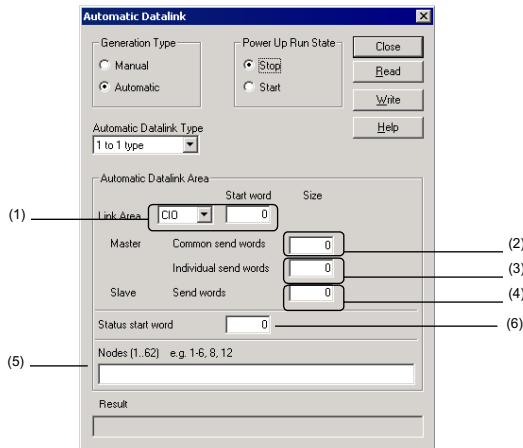 Automatic Datalink
Generation Type
Manual
Automatic
Power Up Run State
Stop
Start
Close
Read
Write
Help
Automatic Datalink Type
1 to 1 type
Automatic Datalink Area
Start word Size
(1) Link Area CIO 0
Master Common send words 0 (2)
Individual send words 0 (3)
Slave Send words 0 (4)
Status start word 0 (6)
Nodes (1..62) e.g. 1-6, 8, 12
(5)
Result